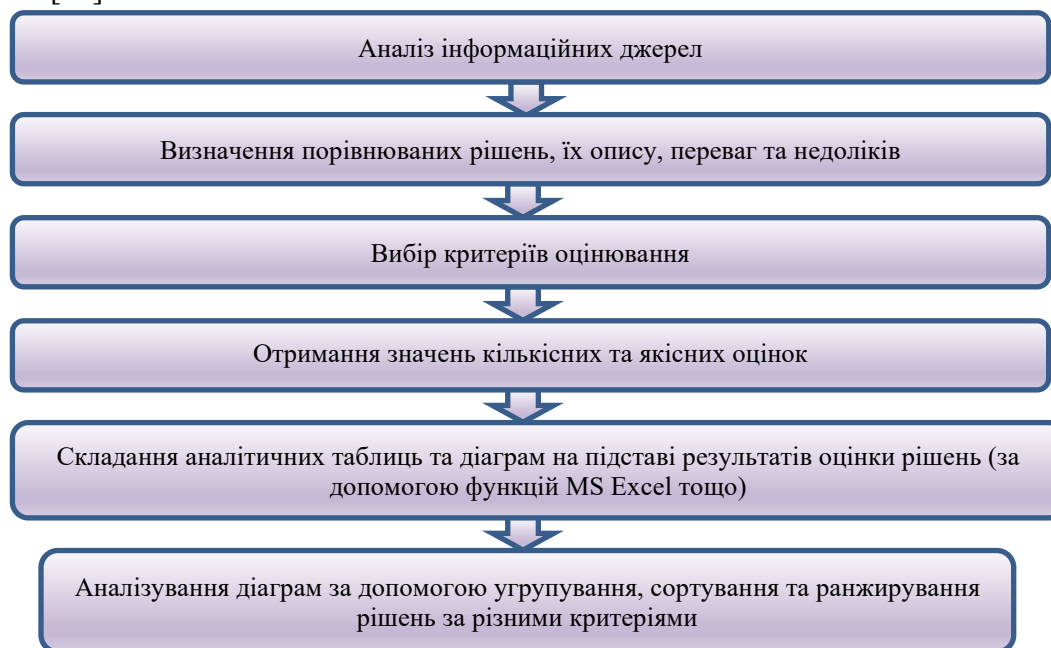 Аналіз інформаційних джерел
Визначення порівнюваних рішень, їх опису, переваг та недоліків
Вибір критеріїв оцінювання
Отримання значень кількісних та якісних оцінок
Складання аналітичних таблиць та діаграм на підставі результатів оцінки рішень (за
допомогою функцій MS Excel тощо)
Аналізування діаграм за допомогою угрупування, сортування та ранжирування
рішень за різними критеріями